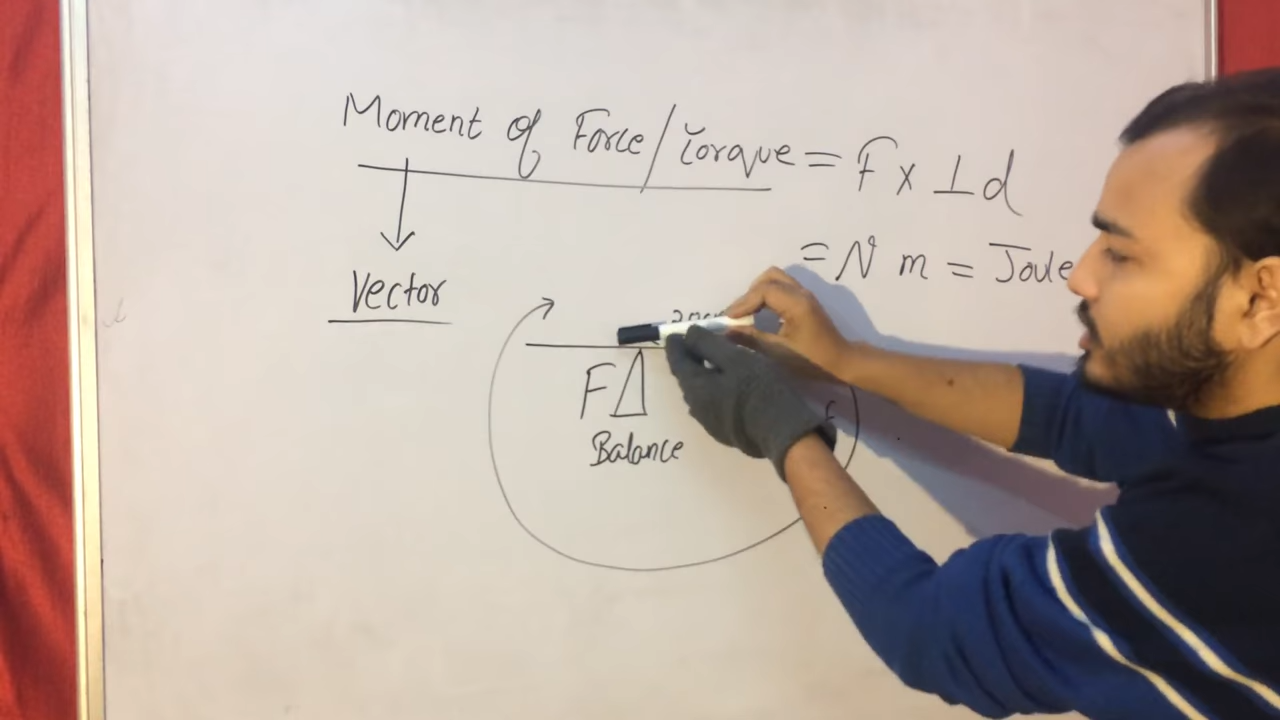 Moment of Force/Torque = F x ⊥ d
= N m = Joule
Vector
F
F
Balance